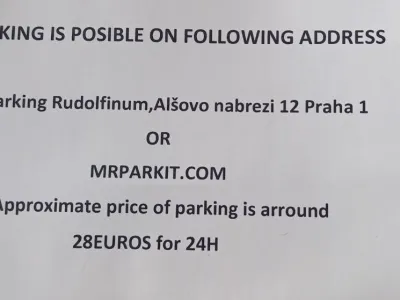 KING IS POSIBLE ON FOLLOWING ADDRESS
arking Rudolfinum,Alšovo nabrezi 12 Praha 1
OR
MRPARKIT.COM
Approximate price of parking is arround
28EUROS for 24H